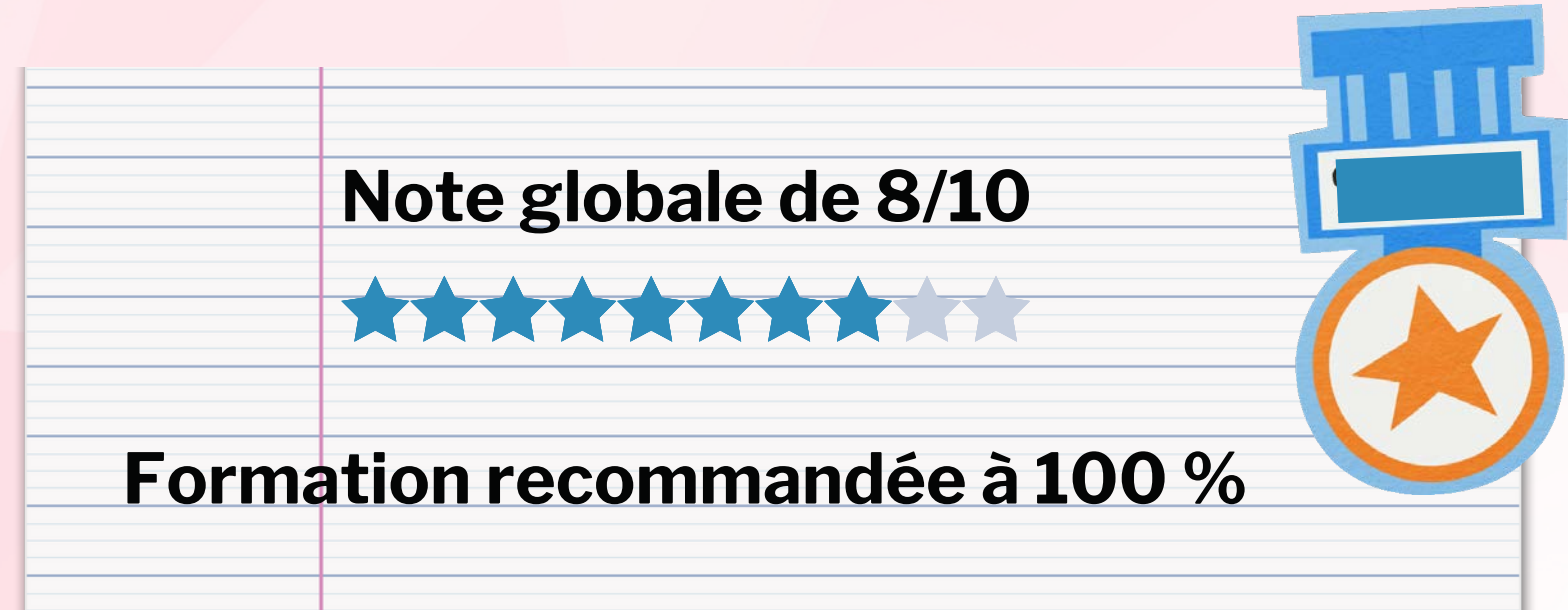 Note globale de 8/10
Formation recommandée à 100 %